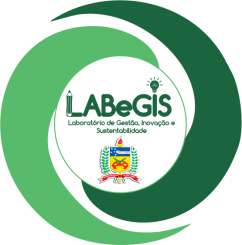 LABeGIS
Laboratório de Gestão, Inovação e
Sustentabilidade